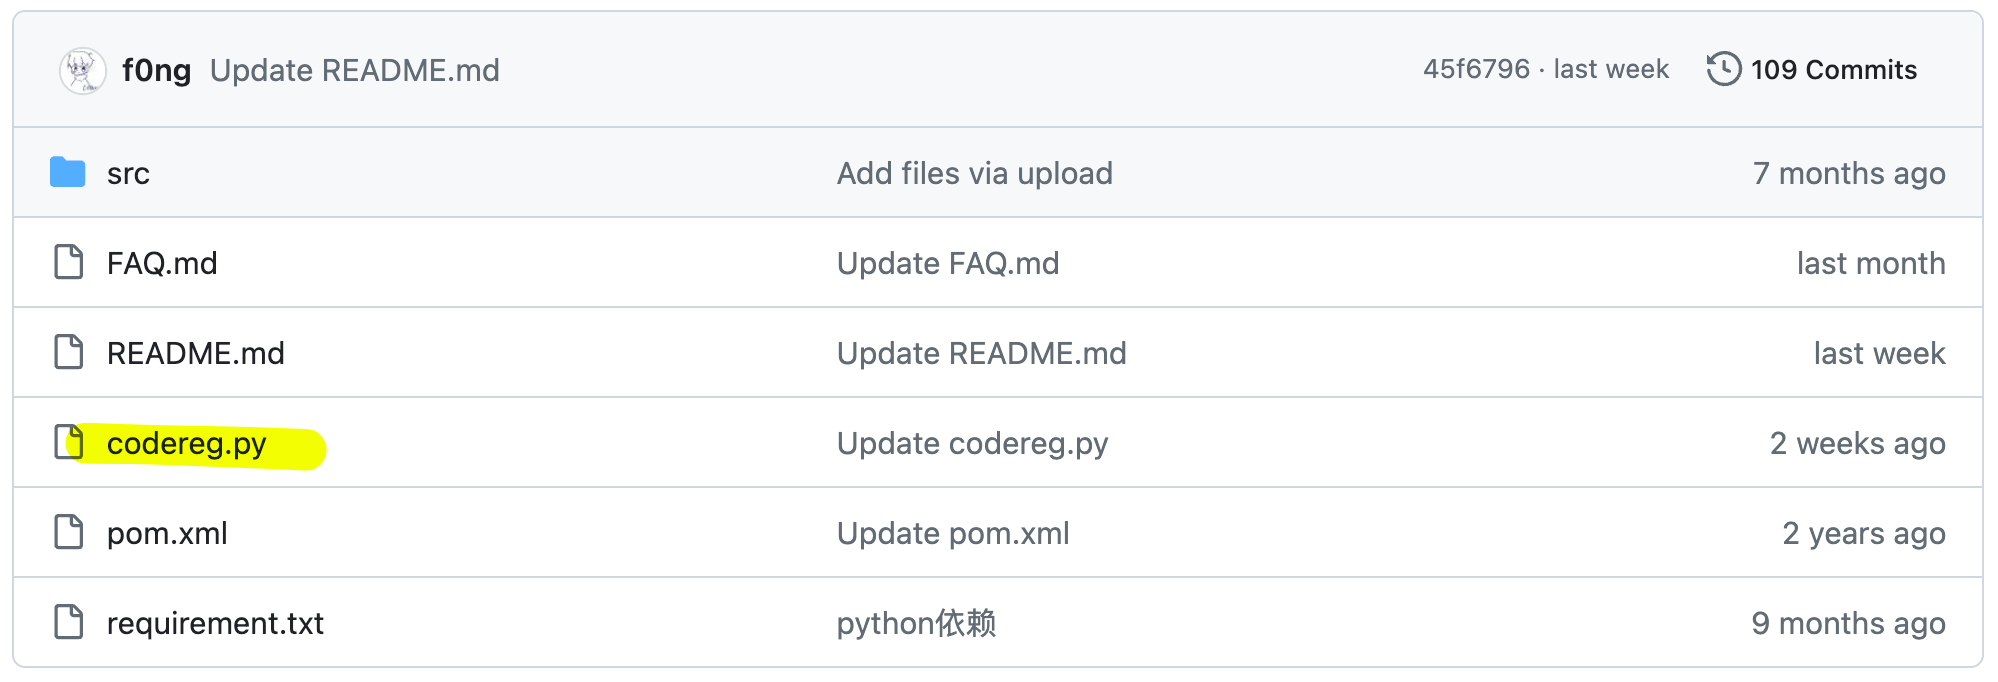 f0ng Update README.md 45f6796 · last week 109 Commits
src Add files via upload 7 months ago
FAQ.md Update FAQ.md last month
README.md Update README.md last week
codereg.py Update codereg.py 2 weeks ago
pom.xml Update pom.xml 2 years ago
requirement.txt python依赖 9 months ago